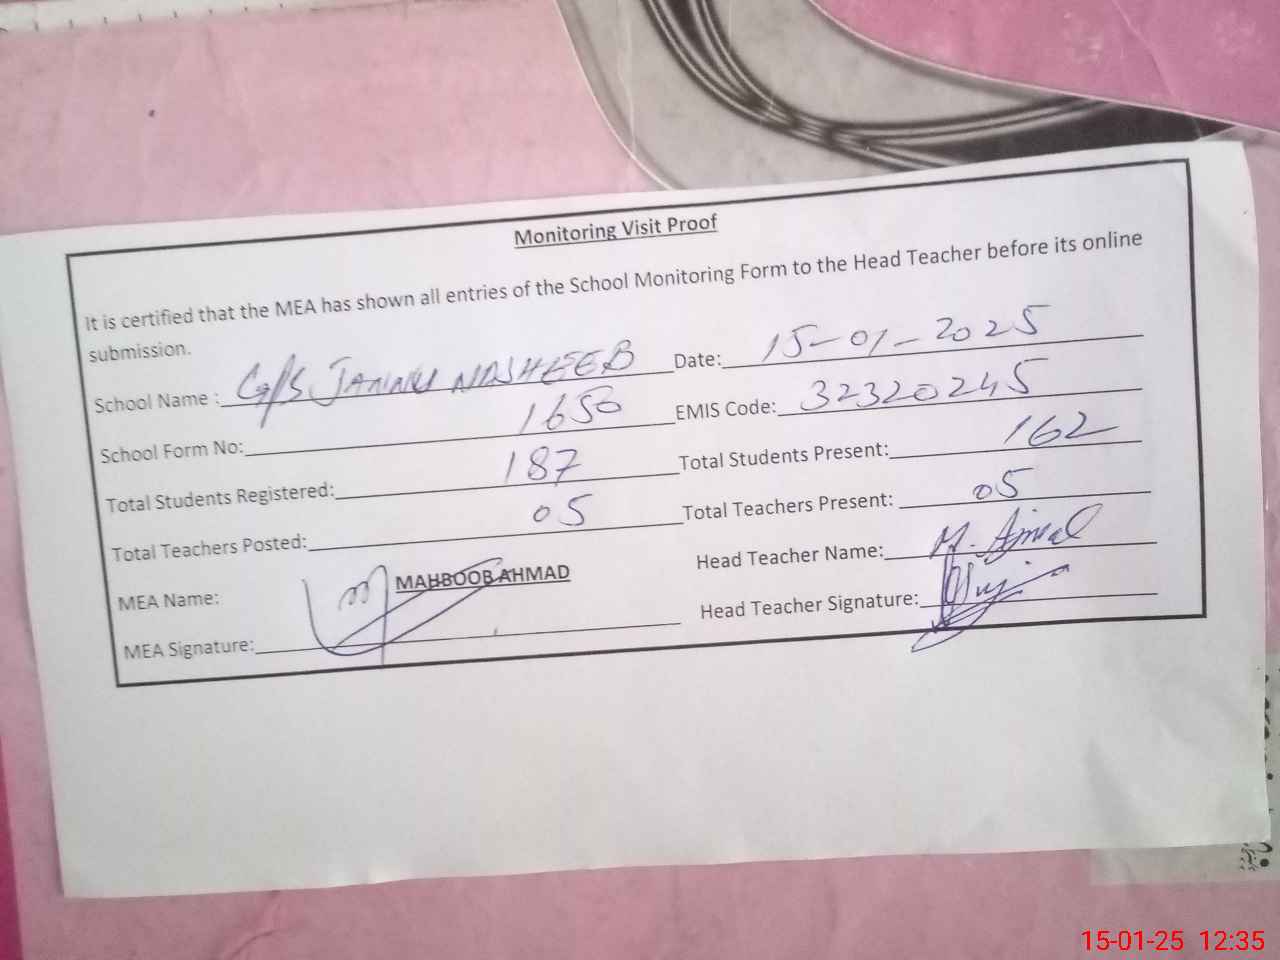 Monitoring Visit Proof
It is certified that the MEA has shown all entries of the School Monitoring Form to the Head Teacher before its online
submission.
School Name : G/PS JANNU NASHEEB Date: 15-01-2025
School Form No: 1650 EMIS Code: 32320245
Total Students Registered: 187 Total Students Present: 162
Total Teachers Posted: 05 Total Teachers Present: 05
MEA Name: MAHBOOB AHMAD Head Teacher Name: M. Ajmal
MEA Signature: Head Teacher Signature:
15-01-25 12:35